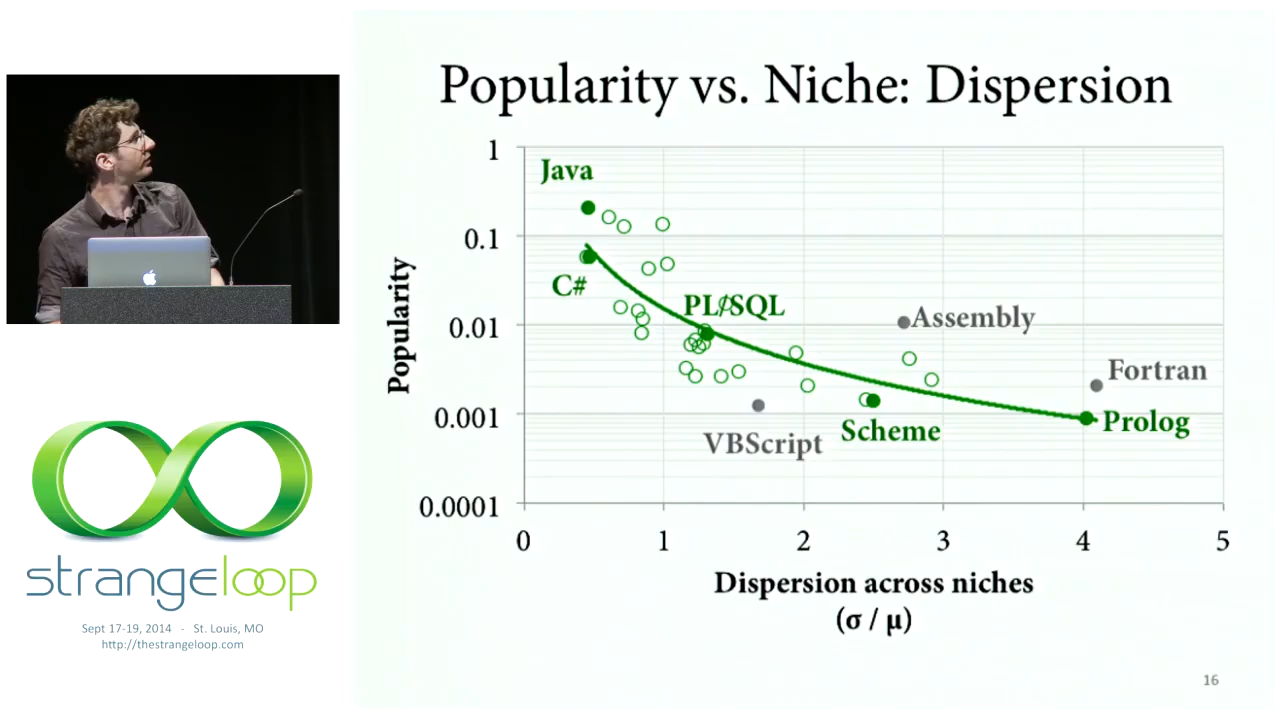 Popularity vs. Niche: Dispersion
1
0.1
0.01
0.001
0.0001
Popularity
Java
C#
PL/SQL
Assembly
Fortran
VBScript
Scheme
Prolog
0 1 2 3 4 5
Dispersion across niches
(σ / μ)
16
strangeloop
Sept 17-19, 2014 - St. Louis, MO
http://thestrangeloop.com